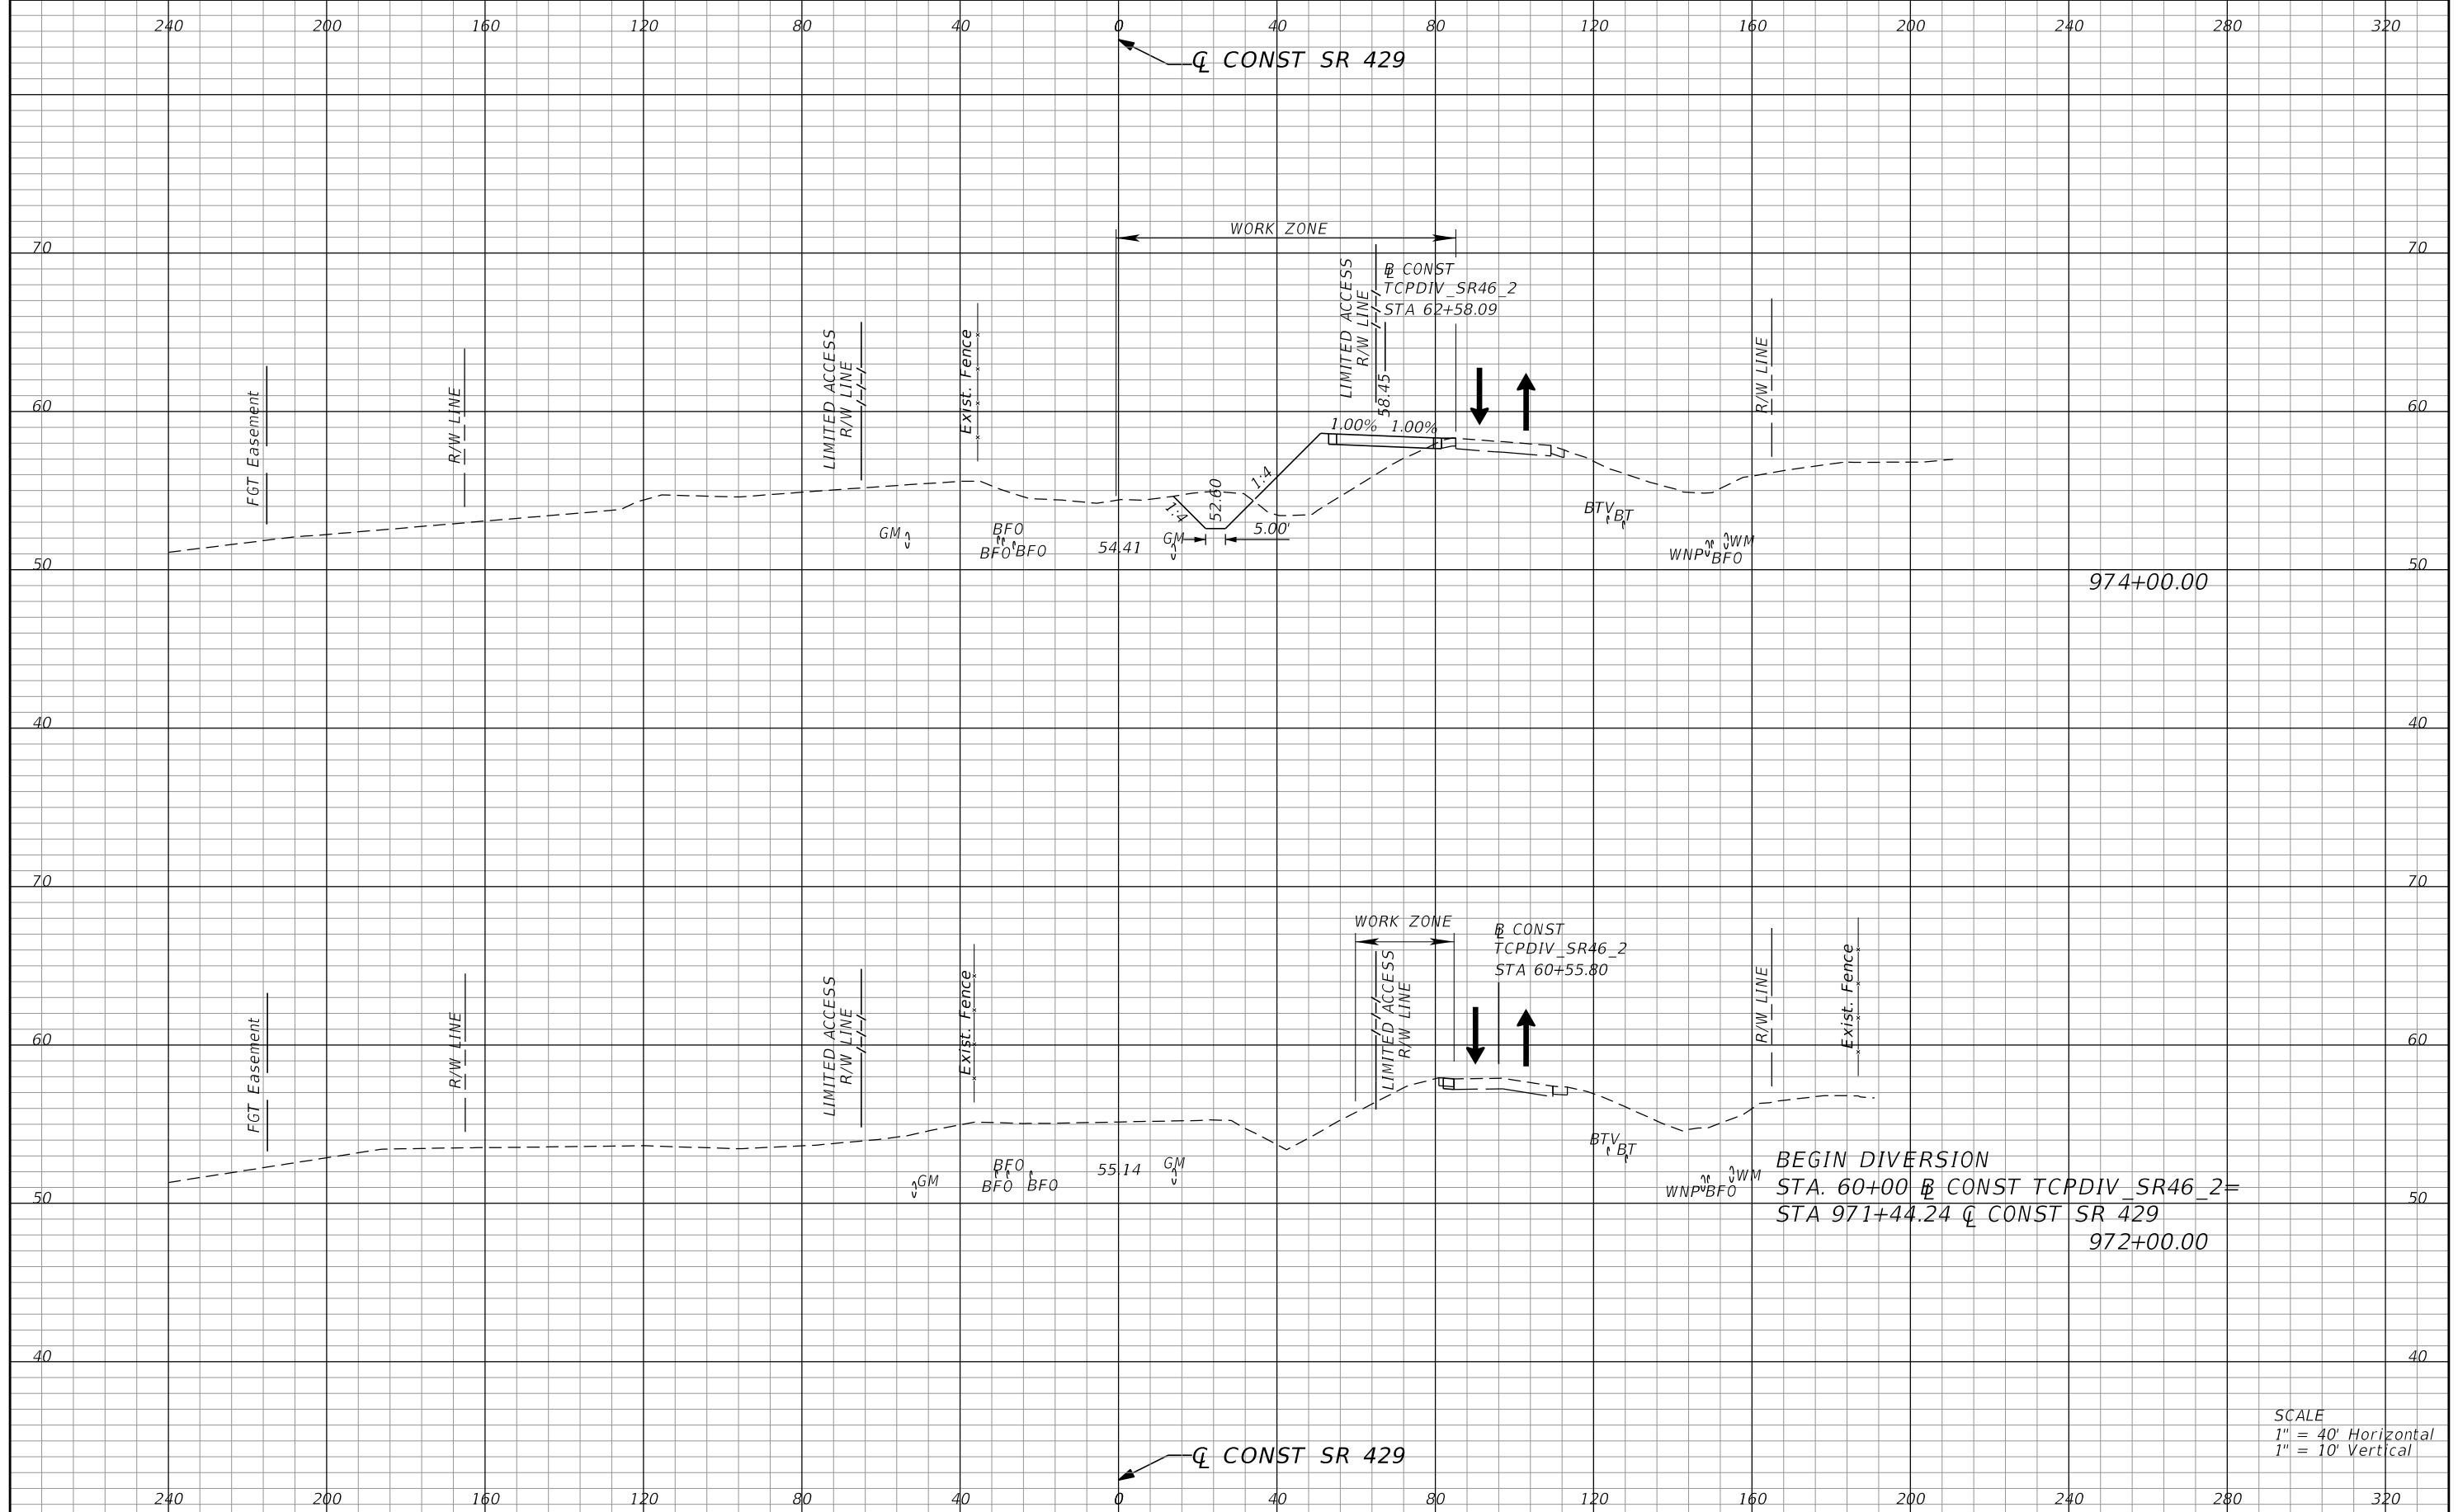 240 200 160 120 80 40 0 40 80 120 160 200 240 280 320
℄ CONST SR 429
WORK ZONE
70 70
LIMITED ACCESS
R/W LINE
℄ CONST
TCPDIV_SR46_2
STA 62+58.09
58.45
FGT Easement
R/W LINE
LIMITED ACCESS
R/W LINE
Exist. Fence
R/W LINE
60 60
1.00% 1.00%
1:4
1:4
52.60
5.00'
GM
BFO
BFO BFO
54.41
GM
BTV BT
WNP BFO WM
50 50
974+00.00
40 40
70 70
WORK ZONE
℄ CONST
TCPDIV_SR46_2
STA 60+55.80
FGT Easement
R/W LINE
LIMITED ACCESS
R/W LINE
Exist. Fence
LIMITED ACCESS
R/W LINE
R/W LINE
Exist. Fence
60 60
GM
BFO
BFO BFO
55.14
GM
BTV BT
WNP BFO WM
50 50
BEGIN DIVERSION
STA. 60+00 ℄ CONST TCPDIV_SR46_2=
STA 971+44.24 ℄ CONST SR 429
972+00.00
40 40
SCALE
1" = 40' Horizontal
1" = 10' Vertical
℄ CONST SR 429
240 200 160 120 80 40 0 40 80 120 160 200 240 280 320